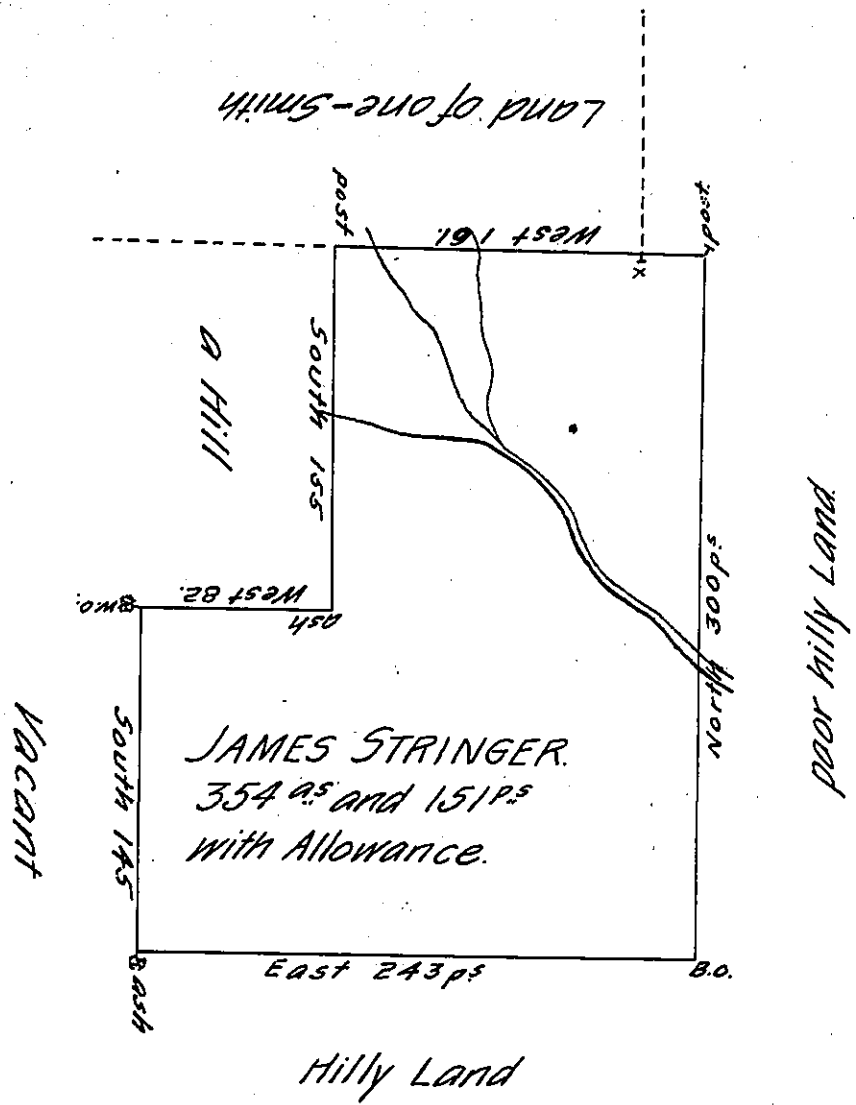 Land of one-Smith
post
West 161.
post.
x
a Hill
South 155
poor hilly Land
North 300 ps
W.O.
West 82.
ash
Vacant
South 145
JAMES STRINGER.
354 as and 151 ps
with Allowance.
ash
East 243 ps
B.O.
Hilly Land